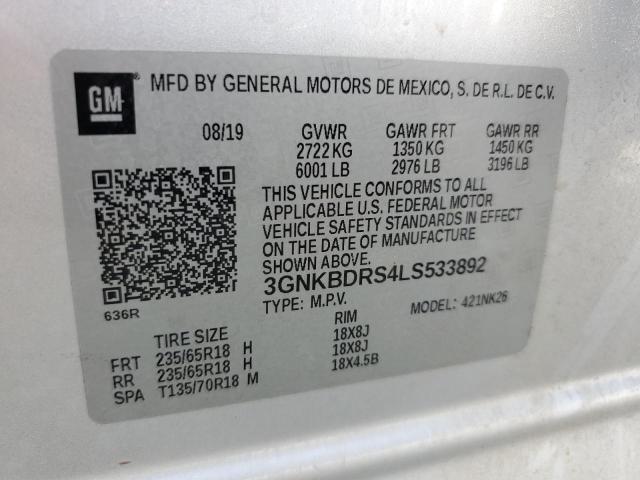 GM
MFD BY GENERAL MOTORS DE MEXICO, S. DE R.L. DE C.V.
08/19 GVWR GAWR FRT GAWR RR
2722 KG 1350 KG 1450 KG
6001 LB 2976 LB 3196 LB
THIS VEHICLE CONFORMS TO ALL
APPLICABLE U.S. FEDERAL MOTOR
VEHICLE SAFETY STANDARDS IN EFFECT
ON THE DATE OF MANUFACTURE
SHOWN ABOVE.
3GNKBDRS4LS533892
TYPE: M.P.V. MODEL: 421NK26
636R
TIRE SIZE RIM
FRT 235/65R18 H 18X8J
RR 235/65R18 H 18X8J
SPA T135/70R18 M 18X4.5B